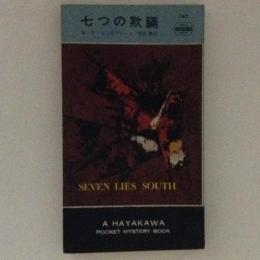 七つの欺瞞
SEVEN LIES SOUTH
A HAYAKAWA
POCKET MYSTERY BOOK